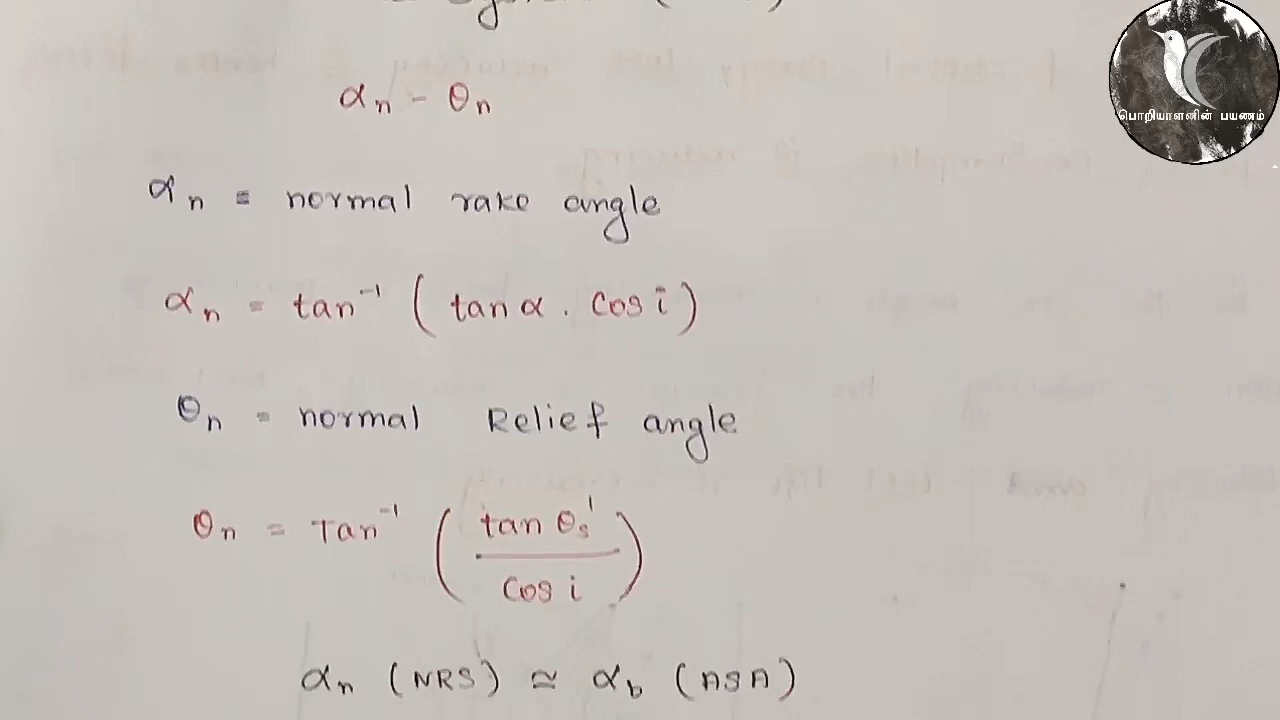 αn - θn
பொறியாளனின் பயணம்
αn = normal rake angle
αn = tan⁻¹ ( tan α . cos i )
θn = normal Relief angle
θn = Tan⁻¹ ( tan θs' / cos i )
αn (NRS) ≃ αb (ASA)